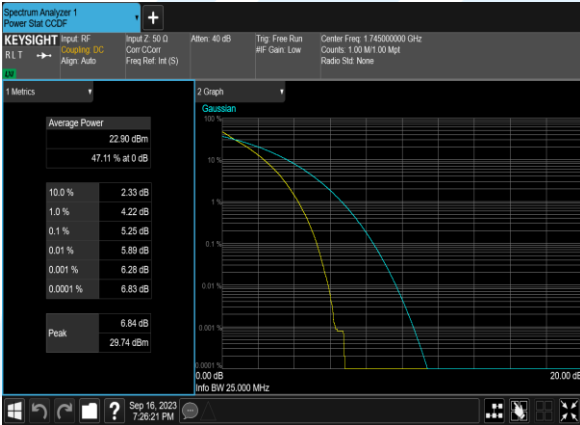 Spectrum Analyzer 1
Power Stat CCDF
+
KEYSIGHT
R L T
LV
Input: RF
Coupling: DC
Align: Auto
Input Z: 50 Ω
Corr CCorr
Freq Ref: Int (S)
Atten: 40 dB
Trig: Free Run
#IF Gain: Low
Center Freq: 1.745000000 GHz
Counts: 1.00 M/1.00 Mpt
Radio Std: None
1 Metrics
Average Power
22.90 dBm
47.11 % at 0 dB
10.0 % 2.33 dB
1.0 % 4.22 dB
0.1 % 5.25 dB
0.01 % 5.89 dB
0.001 % 6.28 dB
0.0001 % 6.83 dB
Peak 6.84 dB
29.74 dBm
2 Graph
Gaussian
100 %
10 %
1 %
0.1 %
0.01 %
0.001 %
0.0001 %
0.00 dB 20.00 dB
Info BW 25.000 MHz
?
Sep 16, 2023
7:26:21 PM